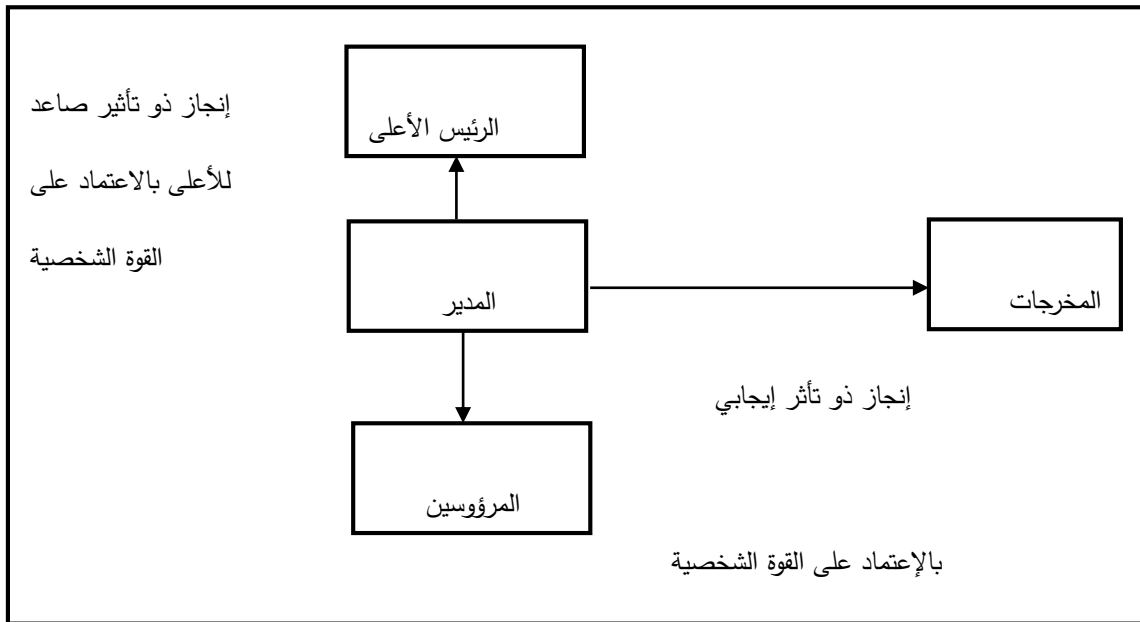 إنجاز ذو تأثير صاعد
الرئيس الأعلى
للأعلى بالاعتماد على
القوة الشخصية
المدير
المخرجات
إنجاز ذو تأثر إيجابي
المرؤوسين
بالإعتماد على القوة الشخصية